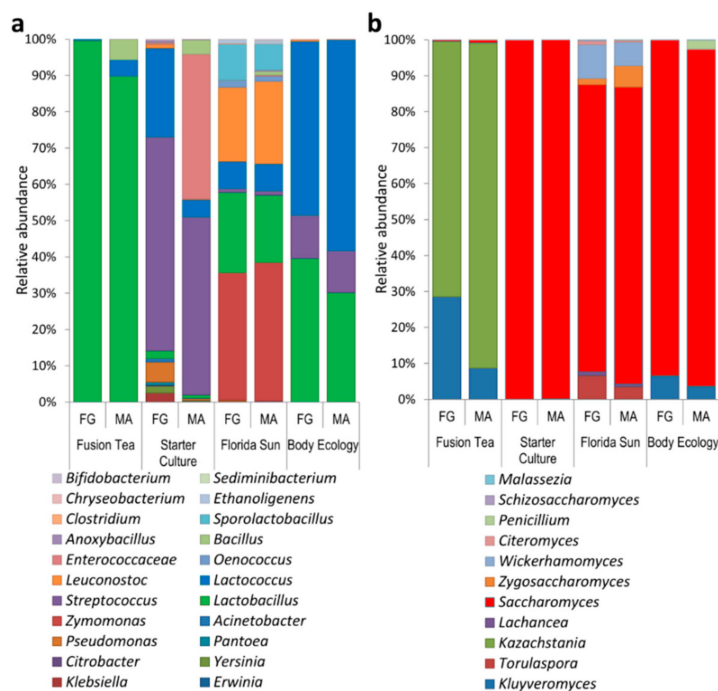 a
b
100%
90%
80%
70%
60%
50%
40%
30%
20%
10%
0%
Relative abundance
FG MA FG MA FG MA FG MA
Fusion Tea Starter Culture Florida Sun Body Ecology
100%
90%
80%
70%
60%
50%
40%
30%
20%
10%
0%
Relative abundance
FG MA FG MA FG MA FG MA
Fusion Tea Starter Culture Florida Sun Body Ecology
Bifidobacterium Sediminibacterium
Chryseobacterium Ethanoligenens
Clostridium Sporolactobacillus
Anoxybacillus Bacillus
Enterococcaceae Oenococcus
Leuconostoc Lactococcus
Streptococcus Lactobacillus
Zymomonas Acinetobacter
Pseudomonas Pantoea
Citrobacter Yersinia
Klebsiella Erwinia
Malassezia
Schizosaccharomyces
Penicillium
Citeromyces
Wickerhamomyces
Zygosaccharomyces
Saccharomyces
Lachancea
Kazachstania
Torulaspora
Kluyveromyces